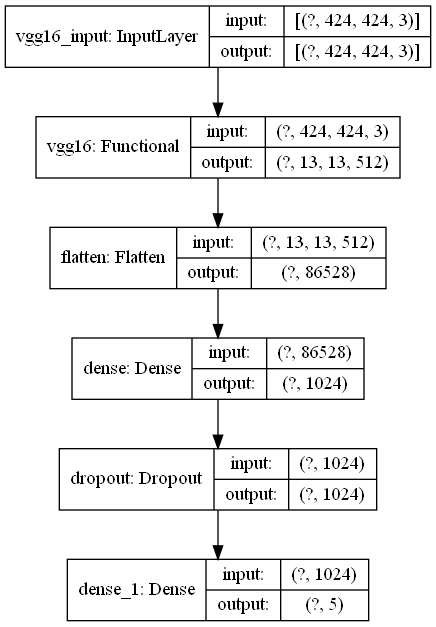 vgg16_input: InputLayer input: [(?, 424, 424, 3)]
output: [(?, 424, 424, 3)]
vgg16: Functional input: (?, 424, 424, 3)
output: (?, 13, 13, 512)
flatten: Flatten input: (?, 13, 13, 512)
output: (?, 86528)
dense: Dense input: (?, 86528)
output: (?, 1024)
dropout: Dropout input: (?, 1024)
output: (?, 1024)
dense_1: Dense input: (?, 1024)
output: (?, 5)